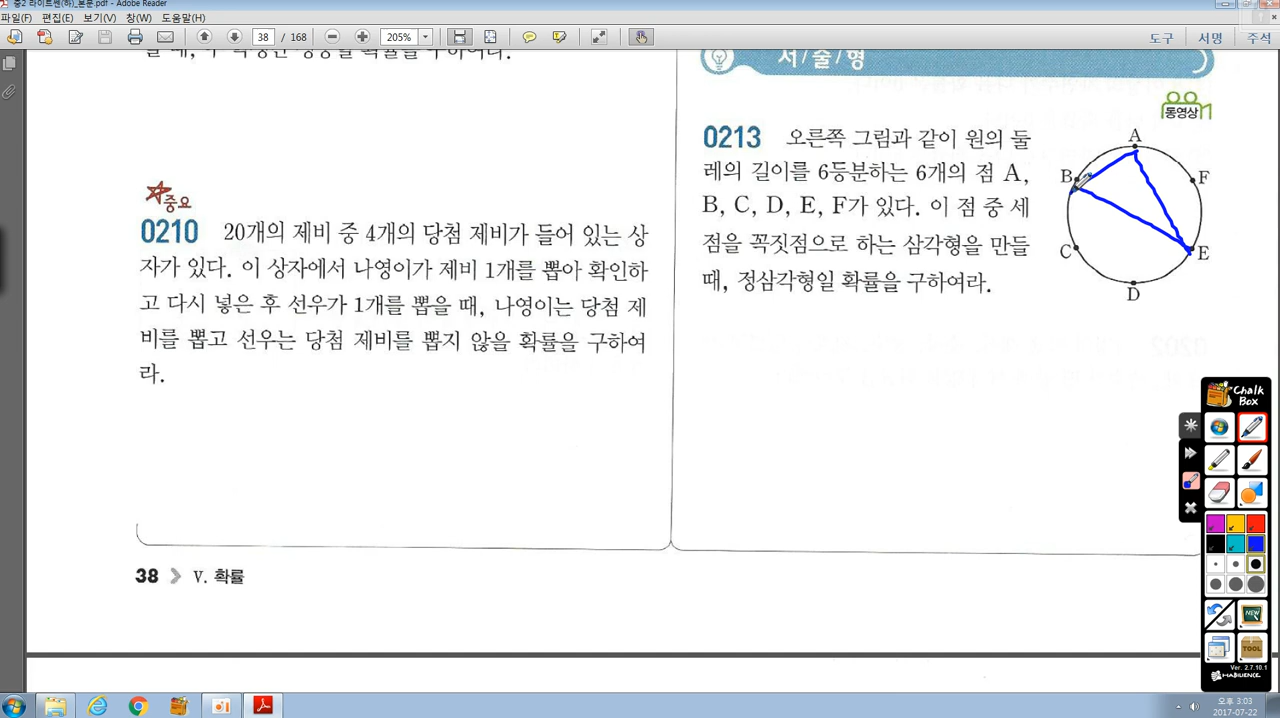 중2 라이트쎈(하)_본문.pdf - Adobe Reader
파일(F) 편집(E) 보기(V) 창(W) 도움말(H)
38 / 168
205%
도구 서명 주석
서/술/형
동영상
중요
0210 20개의 제비 중 4개의 당첨 제비가 들어 있는 상
자가 있다. 이 상자에서 나영이가 제비 1개를 뽑아 확인하
고 다시 넣은 후 선우가 1개를 뽑을 때, 나영이는 당첨 제
비를 뽑고 선우는 당첨 제비를 뽑지 않을 확률을 구하여
라.
0213 오른쪽 그림과 같이 원의 둘
레의 길이를 6등분하는 6개의 점 A,
B, C, D, E, F가 있다. 이 점 중 세
점을 꼭짓점으로 하는 삼각형을 만들
때, 정삼각형일 확률을 구하여라.
A
B
F
C
E
D
38 V. 확률
Chalk
Box
NEW
TOOL
Ver. 2.7.10.1
MABILIENCE
오후 3:03
2017-07-22